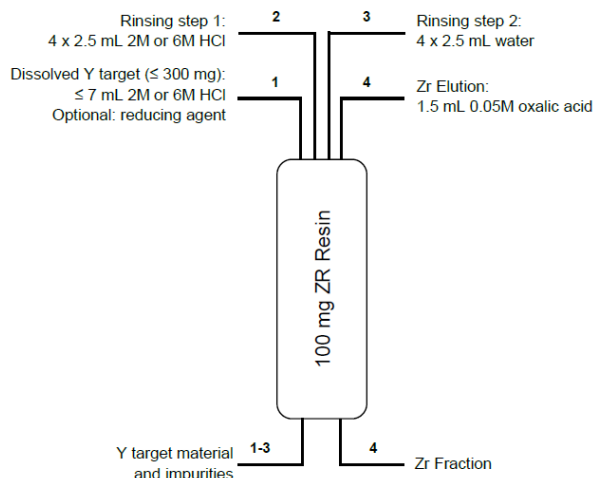 Rinsing step 1:
4 x 2.5 mL 2M or 6M HCl
2
3
Rinsing step 2:
4 x 2.5 mL water
Dissolved Y target (≤ 300 mg):
≤ 7 mL 2M or 6M HCl
Optional: reducing agent
1
4
Zr Elution:
1.5 mL 0.05M oxalic acid
100 mg ZR Resin
Y target material
and impurities
1-3
4
Zr Fraction